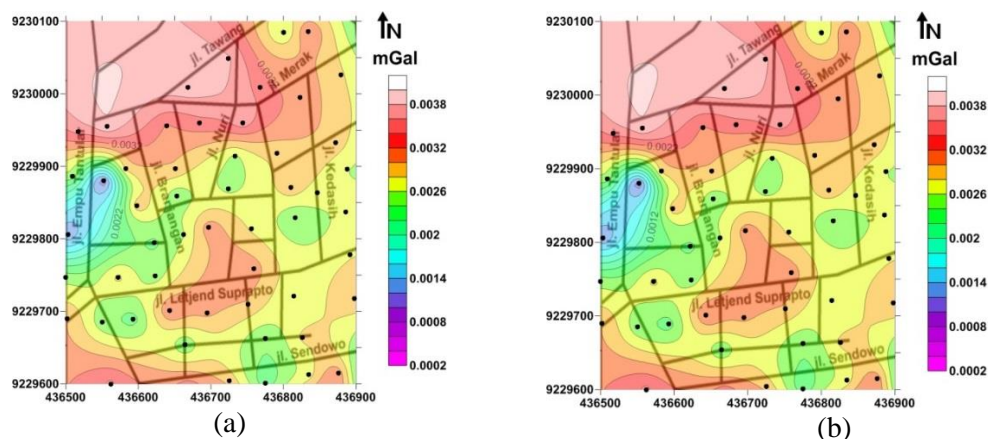 N
mGal
9230100
9230000
9229900
9229800
9229700
9229600
436500 436600 436700 436800 436900
jl. Tawang
jl. Merak
jl. Nuri
jl. Empu Tantular
jl. Branjangan
jl. Kedasih
jl. Letjend Suprapto
jl. Sendowo
0.0022
0.0038
0.0032
0.0026
0.002
0.0014
0.0008
0.0002
(a)
N
mGal
9230100
9230000
9229900
9229800
9229700
9229600
436500 436600 436700 436800 436900
jl. Tawang
jl. Merak
jl. Nuri
jl. Empu Tantular
jl. Branjangan
jl. Kedasih
jl. Letjend Suprapto
jl. Sendowo
0.0012
0.0038
0.0032
0.0026
0.002
0.0014
0.0008
0.0002
(b)